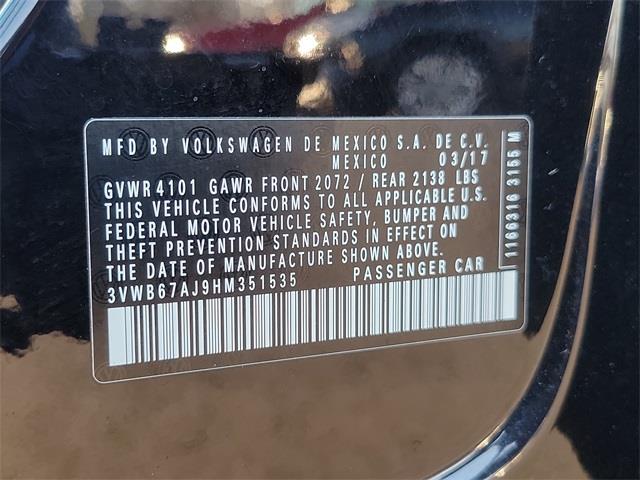 MFD BY VOLKSWAGEN DE MEXICO S.A. DE C.V.
MEXICO 03/17
GVWR 4101 GAWR FRONT 2072 / REAR 2138 LBS
THIS VEHICLE CONFORMS TO ALL APPLICABLE U.S.
FEDERAL MOTOR VEHICLE SAFETY, BUMPER AND
THEFT PREVENTION STANDARDS IN EFFECT ON
THE DATE OF MANUFACTURE SHOWN ABOVE.
3VWB67AJ9HM351535 PASSENGER CAR
1166316 3155 M